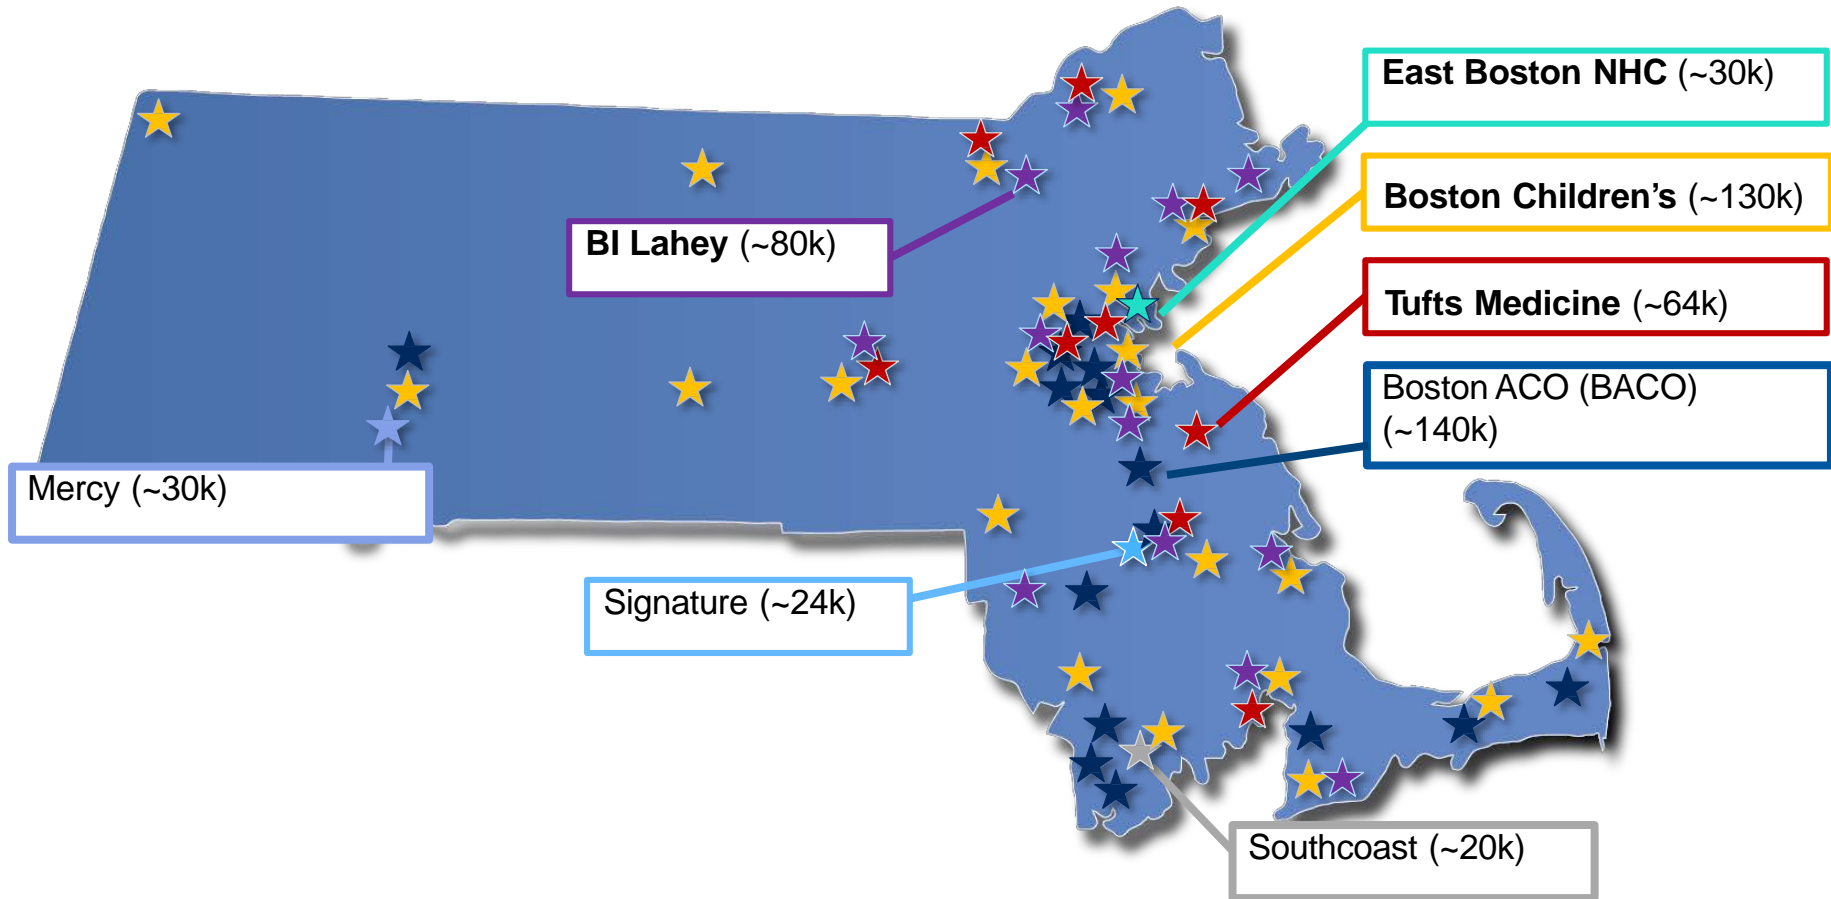 East Boston NHC (~30k)
Boston Children’s (~130k)
BI Lahey (~80k)
Tufts Medicine (~64k)
Boston ACO (BACO)
(~140k)
Mercy (~30k)
Signature (~24k)
Southcoast (~20k)